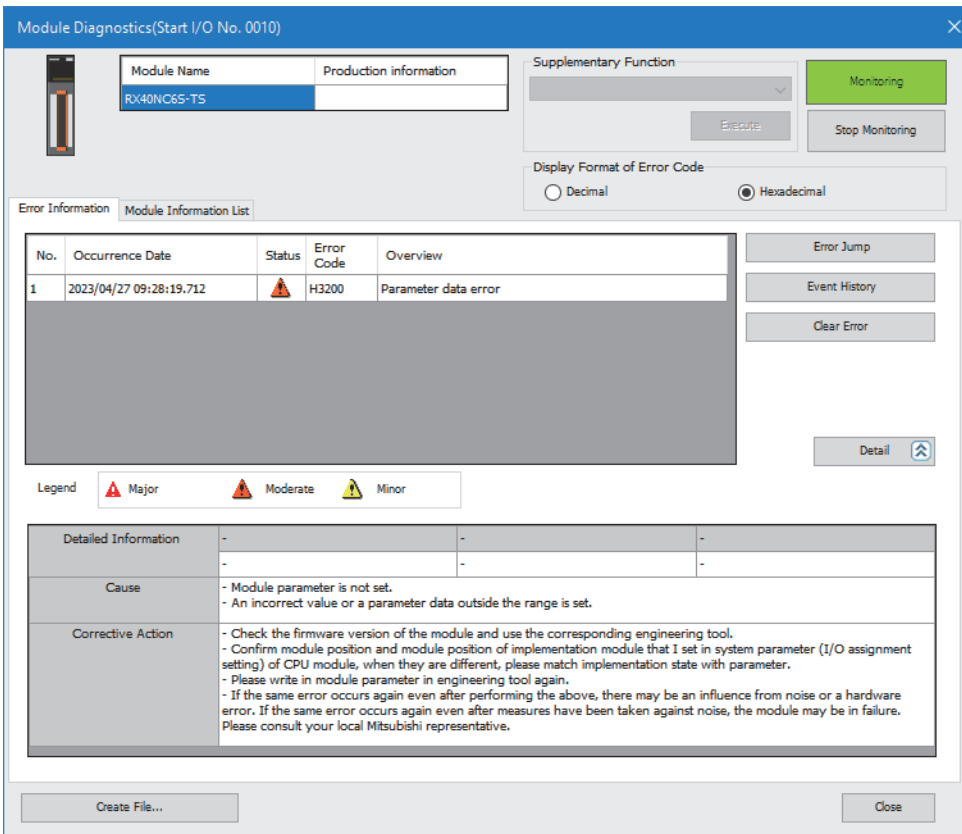 Module Diagnostics(Start I/O No. 0010)
Module Name Production information
RX40NC6S-TS
Supplementary Function
Execute
Monitoring
Stop Monitoring
Display Format of Error Code
Decimal Hexadecimal
Error Information Module Information List
No. Occurrence Date Status Error Code Overview
1 2023/04/27 09:28:19.712 H3200 Parameter data error
Error Jump
Event History
Clear Error
Detail
Legend Major Moderate Minor
Detailed Information - - -
- - -
Cause
- Module parameter is not set.
- An incorrect value or a parameter data outside the range is set.
Corrective Action
- Check the firmware version of the module and use the corresponding engineering tool.
- Confirm module position and module position of implementation module that I set in system parameter (I/O assignment
setting) of CPU module, when they are different, please match implementation state with parameter.
- Please write in module parameter in engineering tool again.
- If the same error occurs again even after performing the above, there may be an influence from noise or a hardware
error. If the same error occurs again even after measures have been taken against noise, the module may be in failure.
Please consult your local Mitsubishi representative.
Create File... Close